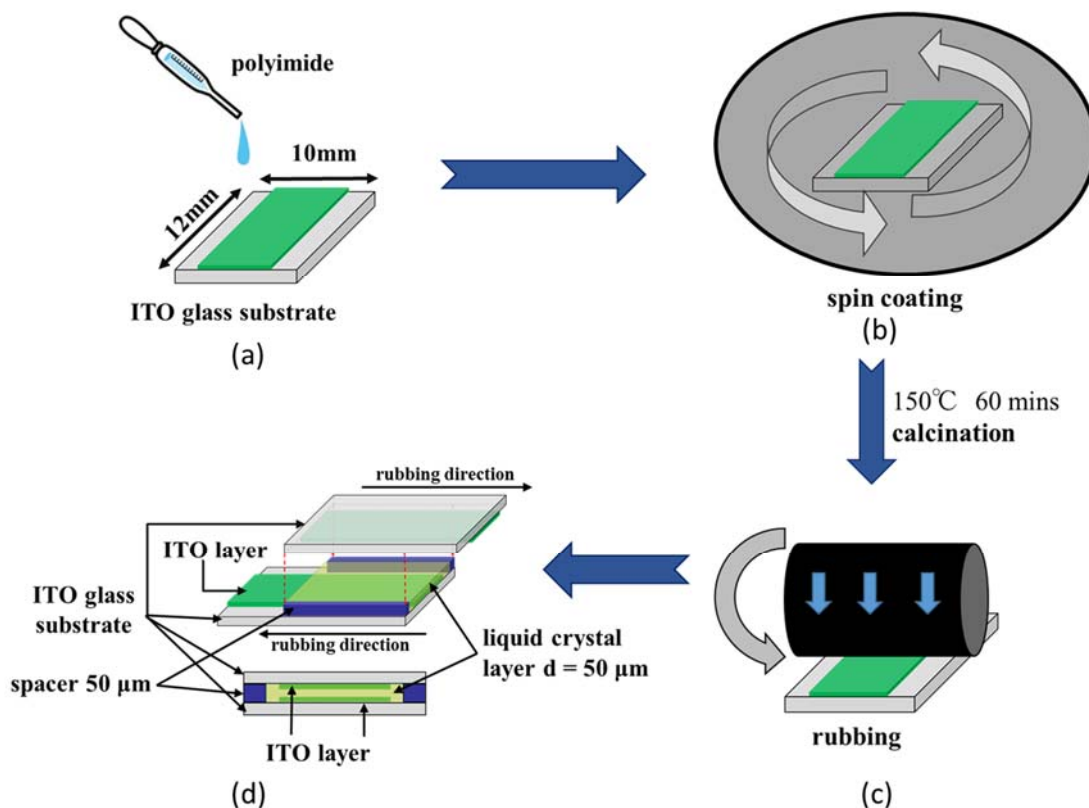 polyimide
10mm
12mm
ITO glass substrate
(a)
spin coating
(b)
150℃ 60 mins
calcination
rubbing
(c)
rubbing direction
ITO layer
ITO glass
substrate
rubbing direction
liquid crystal
layer d = 50 μm
spacer 50 μm
ITO layer
(d)